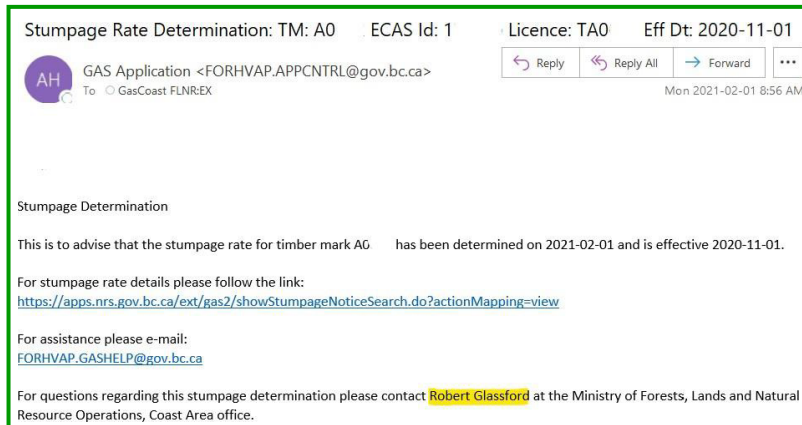 Stumpage Rate Determination: TM: A0 ECAS Id: 1 Licence: TA0 Eff Dt: 2020-11-01
AH
GAS Application <FORHVAP.APPCNTRL@gov.bc.ca>
Reply Reply All Forward ...
To GasCoast FLNR:EX
Mon 2021-02-01 8:56 AM
Stumpage Determination
This is to advise that the stumpage rate for timber mark A0 has been determined on 2021-02-01 and is effective 2020-11-01.
For stumpage rate details please follow the link:
https://apps.nrs.gov.bc.ca/ext/gas2/showStumpageNoticeSearch.do?actionMapping=view
For assistance please e-mail:
FORHVAP.GASHELP@gov.bc.ca
For questions regarding this stumpage determination please contact Robert Glassford at the Ministry of Forests, Lands and Natural
Resource Operations, Coast Area office.